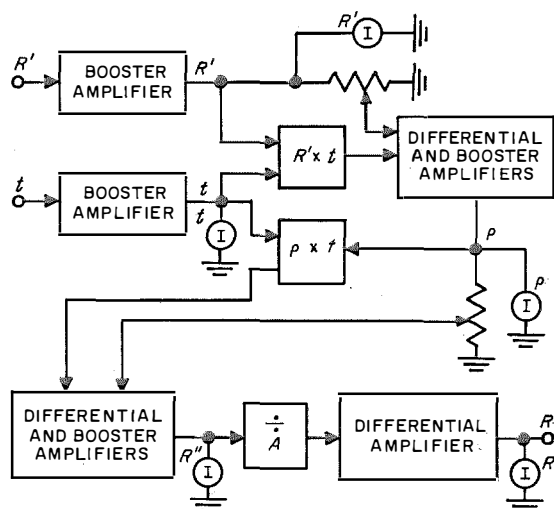 R'
I
R'
BOOSTER
AMPLIFIER
R'
DIFFERENTIAL
AND BOOSTER
AMPLIFIERS
R' × t
t
BOOSTER
AMPLIFIER
t
t
I
p × t
p
p
I
DIFFERENTIAL
AND BOOSTER
AMPLIFIERS
R"
I
÷
A
DIFFERENTIAL
AMPLIFIER
R
I
R